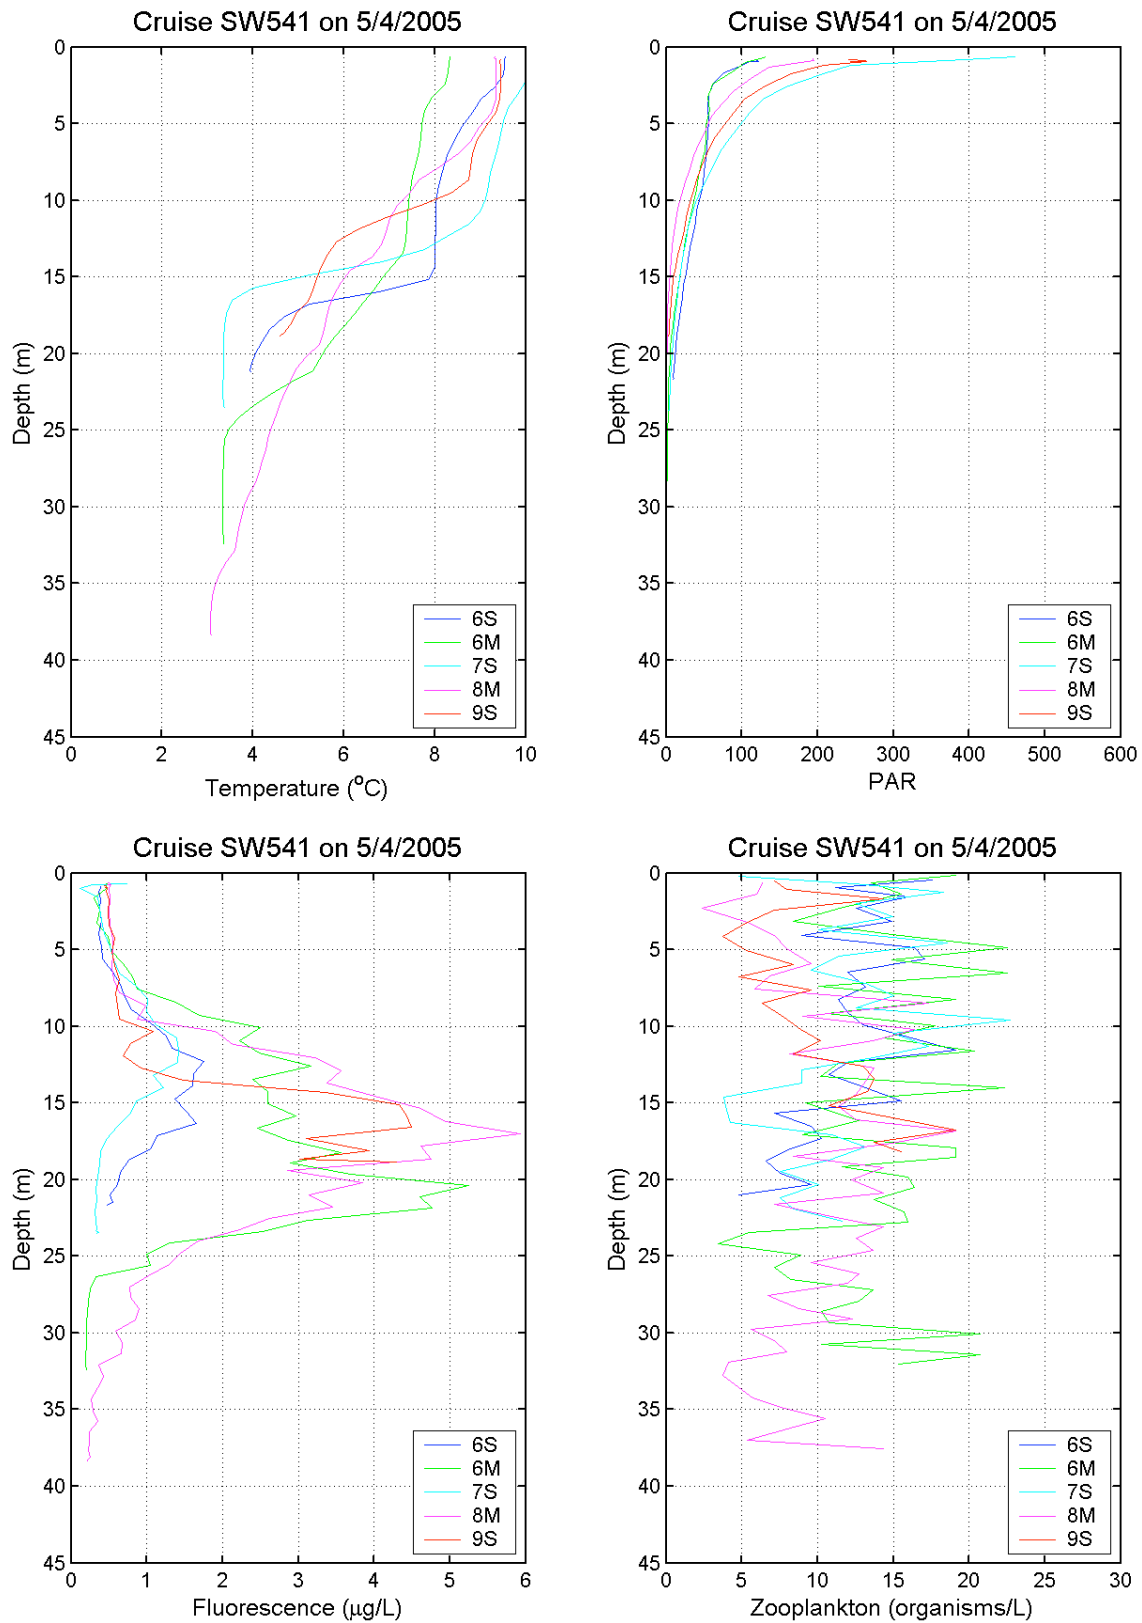 Cruise SW541 on 5/4/2005
0
5
10
15
20
25
30
35
40
45
Depth (m)
0 2 4 6 8 10
Temperature (°C)
6S
6M
7S
8M
9S
Cruise SW541 on 5/4/2005
0
5
10
15
20
25
30
35
40
45
Depth (m)
0 100 200 300 400 500 600
PAR
6S
6M
7S
8M
9S
Cruise SW541 on 5/4/2005
0
5
10
15
20
25
30
35
40
45
Depth (m)
0 1 2 3 4 5 6
Fluorescence (μg/L)
6S
6M
7S
8M
9S
Cruise SW541 on 5/4/2005
0
5
10
15
20
25
30
35
40
45
Depth (m)
0 5 10 15 20 25 30
Zooplankton (organisms/L)
6S
6M
7S
8M
9S